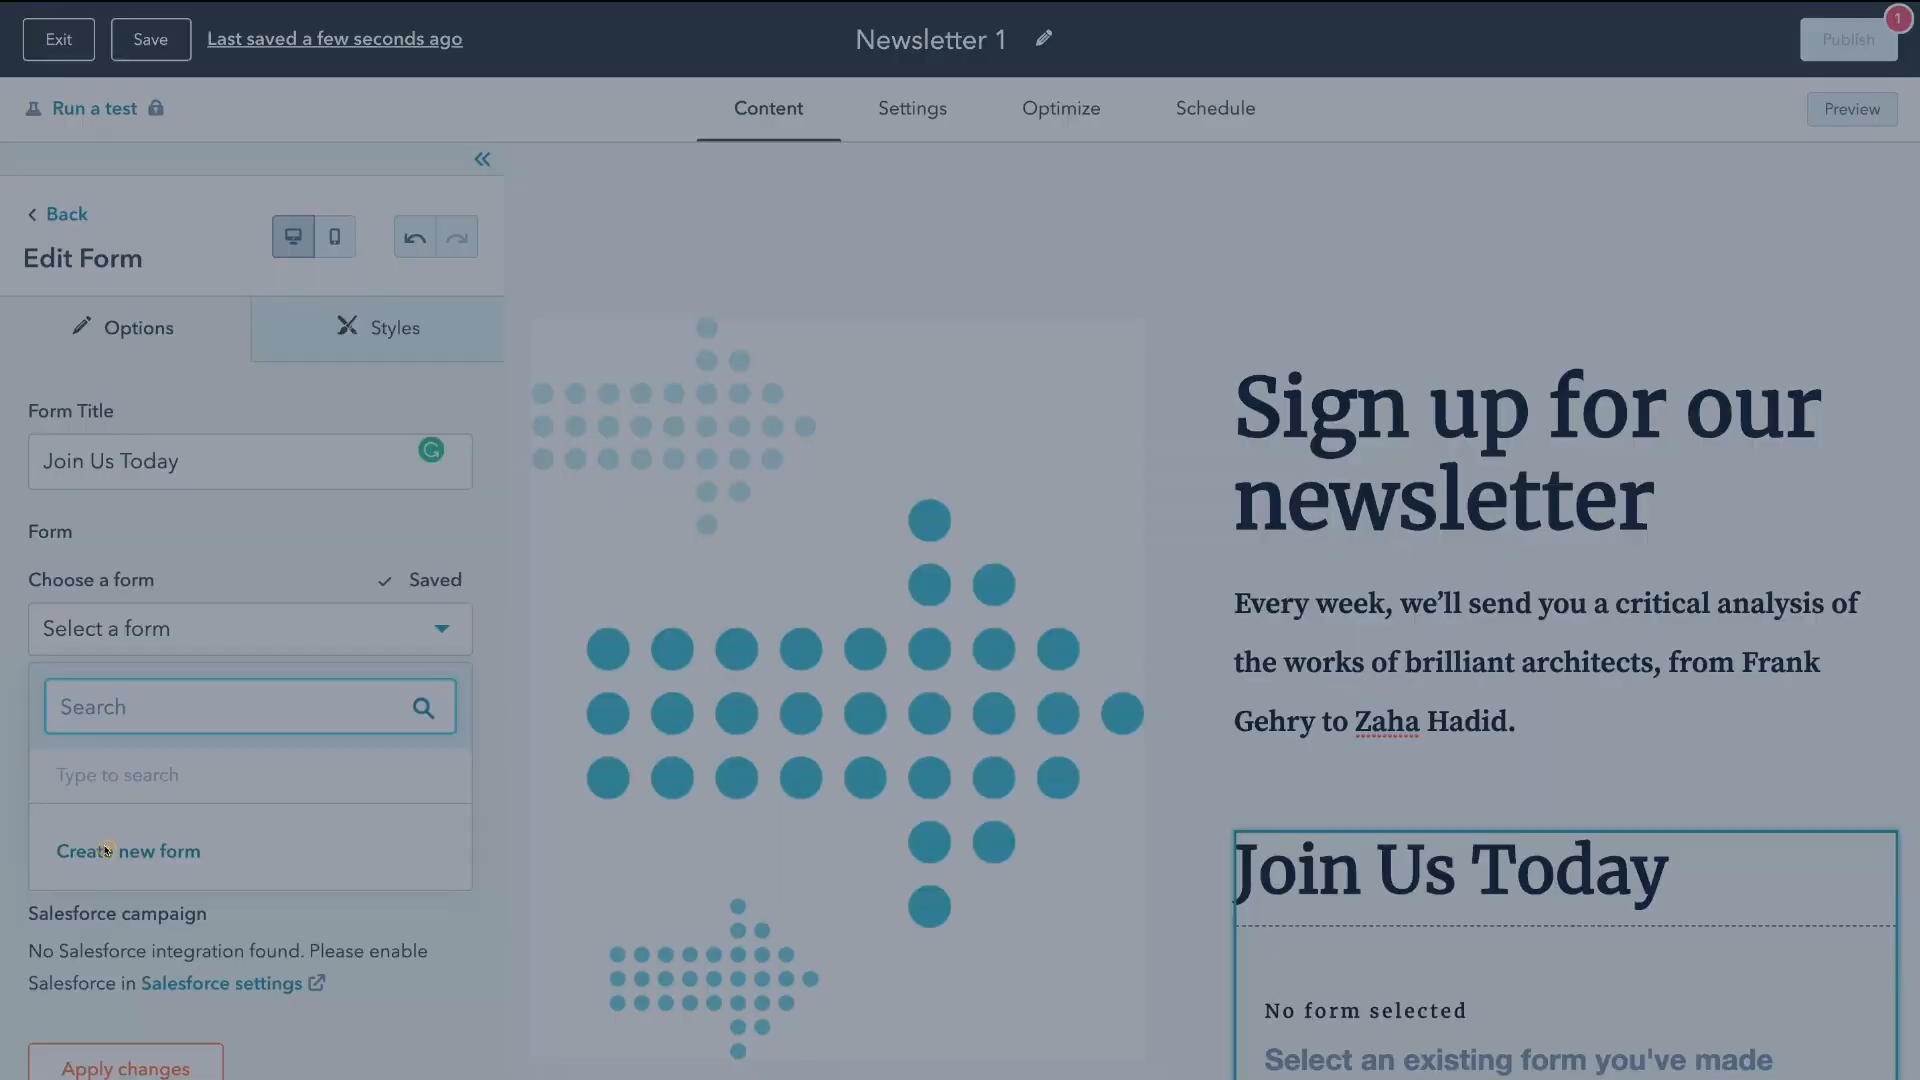 Exit
Save
Last saved a few seconds ago
Newsletter 1
Publish
1
Run a test
Content
Settings
Optimize
Schedule
Preview
Back
Edit Form
Options
Styles
Form Title
Join Us Today
Form
Choose a form
Saved
Select a form
Search
Type to search
Create new form
Salesforce campaign
No Salesforce integration found. Please enable
Salesforce in Salesforce settings
Apply changes
Sign up for our
newsletter
Every week, we’ll send you a critical analysis of
the works of brilliant architects, from Frank
Gehry to Zaha Hadid.
Join Us Today
No form selected
Select an existing form you've made